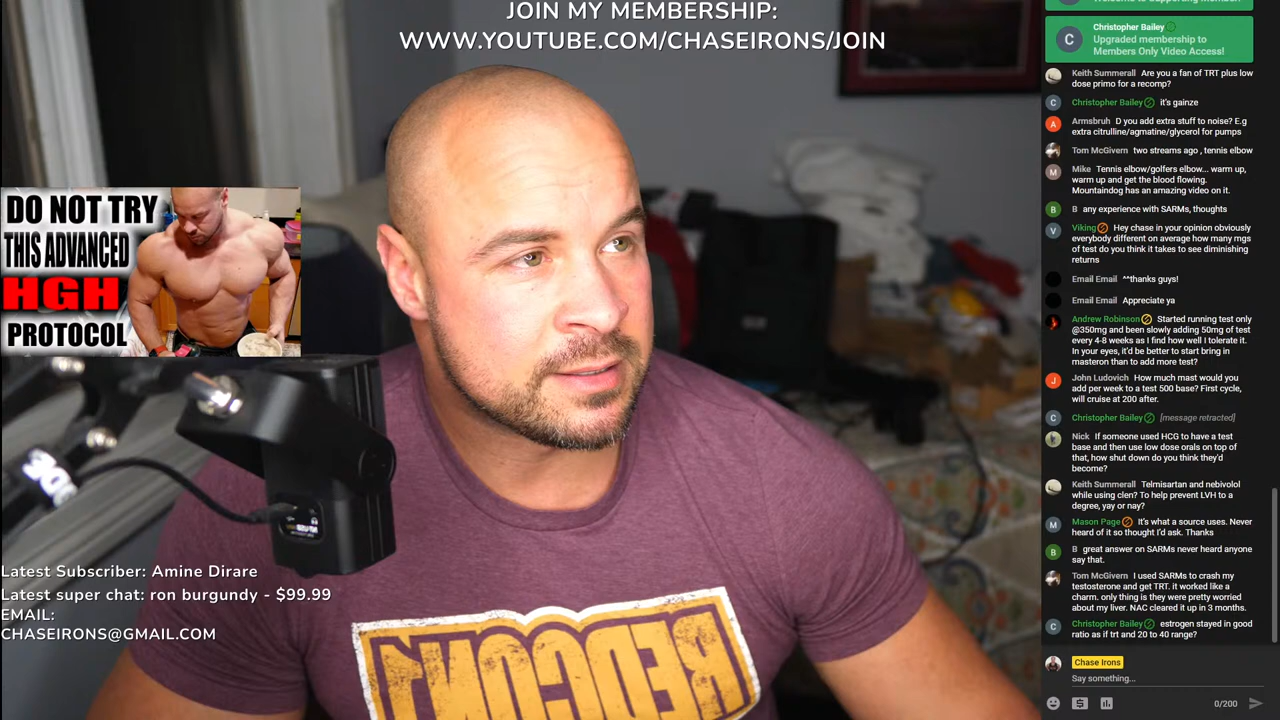 JOIN MY MEMBERSHIP:
WWW.YOUTUBE.COM/CHASEIRONS/JOIN
DO NOT TRY
THIS ADVANCED
HGH
PROTOCOL
Latest Subscriber: Amine Dirare
Latest super chat: ron burgundy - $99.99
EMAIL:
CHASEIRONS@GMAIL.COM
REDCON1
C
Christopher Bailey
Upgraded membership to
Members Only Video Access!
Keith Summerall Are you a fan of TRT plus low
dose primo for a recomp?
C Christopher Bailey it's gainze
A Armsbruh D you add extra stuff to noise? E.g
extra citrulline/agmatine/glycerol for pumps
Tom McGivern two streams ago , tennis elbow
M Mike Tennis elbow/golfers elbow... warm up,
warm up and get the blood flowing.
Mountaindog has an amazing video on it.
B B any experience with SARMs, thoughts
V Viking Hey chase in your opinion obviously
everybody different on average how many mgs
of test do you think it takes to see diminishing
returns
Email Email ^^thanks guys!
Email Email Appreciate ya
Andrew Robinson Started running test only
@350mg and been slowly adding 50mg of test
every 4-8 weeks as I find how well I tolerate it.
In your eyes, it'd be better to start bring in
masteron than to add more test?
J John Ludovich How much mast would you
add per week to a test 500 base? First cycle,
will cruise at 200 after.
C Christopher Bailey [message retracted]
Nick If someone used HCG to have a test
base and then use low dose orals on top of
that, how shut down do you think they'd
become?
Keith Summerall Telmisartan and nebivolol
while using clen? To help prevent LVH to a
degree, yay or nay?
M Mason Page It's what a source uses. Never
heard of it so thought I'd ask. Thanks
B B great answer on SARMs never heard anyone
say that.
Tom McGivern I used SARMs to crash my
testosterone and get TRT. it worked like a
charm. only thing is they were pretty worried
about my liver. NAC cleared it up in 3 months.
C Christopher Bailey estrogen stayed in good
ratio as if trt and 20 to 40 range?
Chase Irons
Say something...
0/200